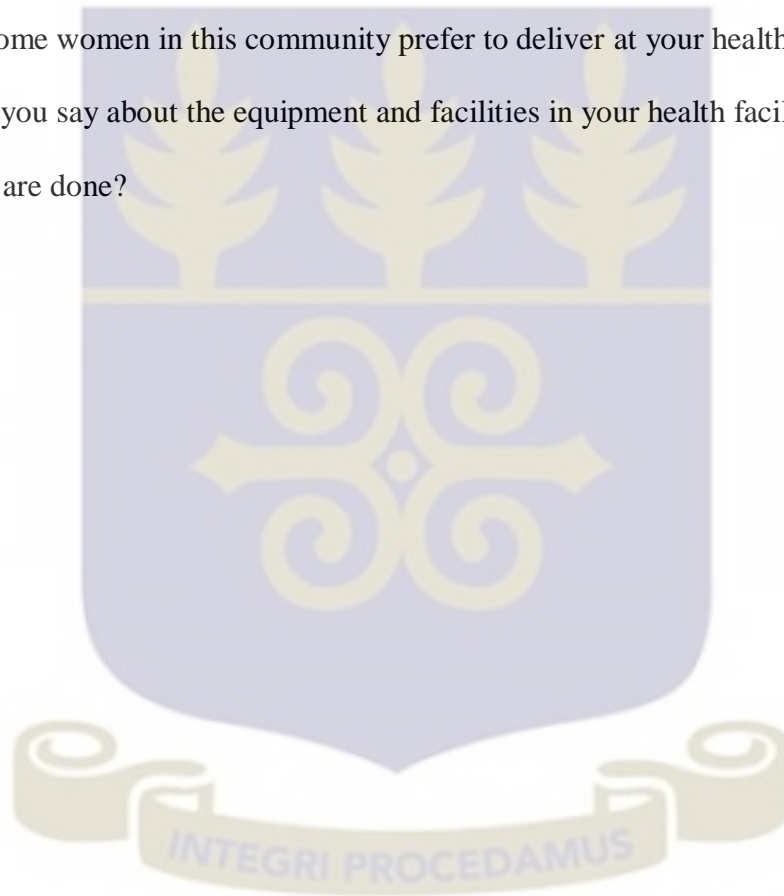 ome women in this community prefer to deliver at your health
you say about the equipment and facilities in your health facil
are done?
INTEGRI PROCEDAMUS